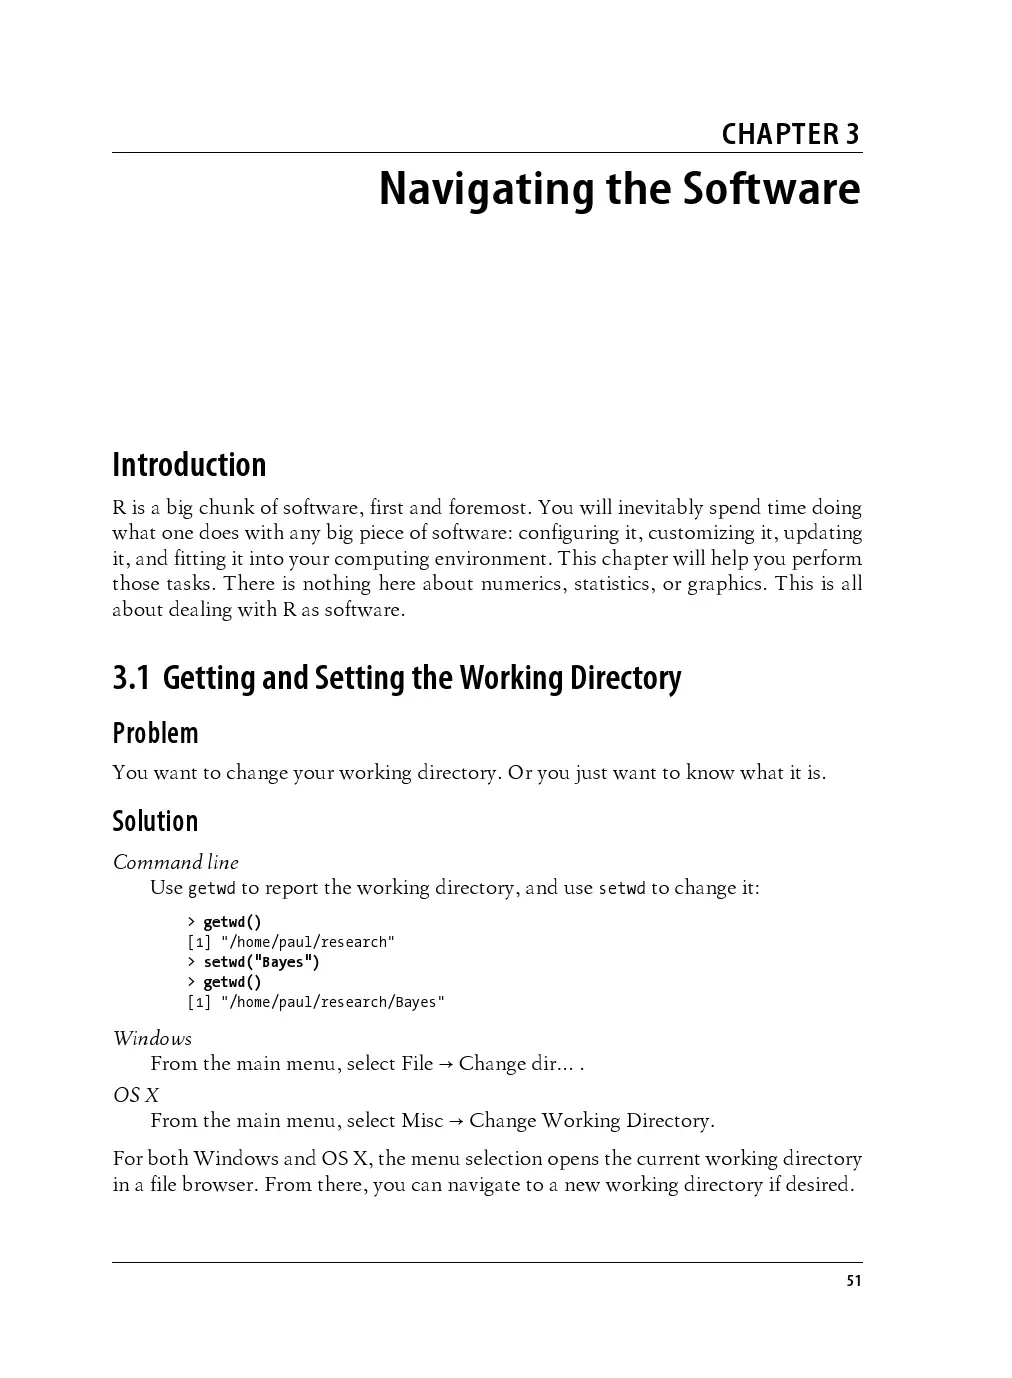 CHAPTER 3
Navigating the Software
Introduction
R is a big chunk of software, first and foremost. You will inevitably spend time doing
what one does with any big piece of software: configuring it, customizing it, updating
it, and fitting it into your computing environment. This chapter will help you perform
those tasks. There is nothing here about numerics, statistics, or graphics. This is all
about dealing with R as software.
3.1 Getting and Setting the Working Directory
Problem
You want to change your working directory. Or you just want to know what it is.
Solution
Command line
Use getwd to report the working directory, and use setwd to change it:
> getwd()
[1] "/home/paul/research"
> setwd("Bayes")
> getwd()
[1] "/home/paul/research/Bayes"
Windows
From the main menu, select File → Change dir... .
OS X
From the main menu, select Misc → Change Working Directory.
For both Windows and OS X, the menu selection opens the current working directory
in a file browser. From there, you can navigate to a new working directory if desired.
51